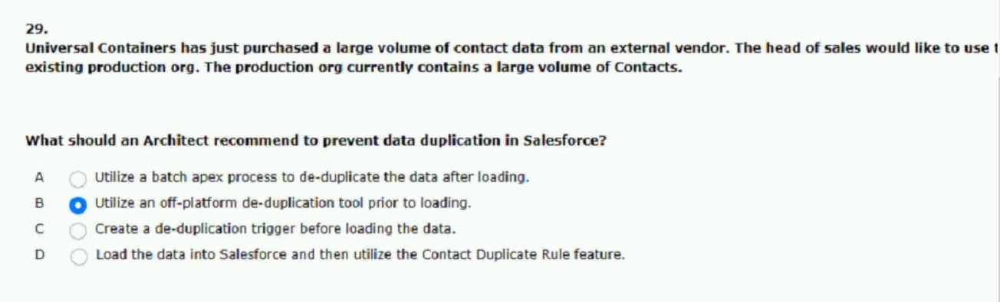 29.
Universal Containers has just purchased a large volume of contact data from an external vendor. The head of sales would like to use
existing production org. The production org currently contains a large volume of Contacts.
What should an Architect recommend to prevent data duplication in Salesforce?
A Utilize a batch apex process to de-duplicate the data after loading.
B Utilize an off-platform de-duplication tool prior to loading.
C Create a de-duplication trigger before loading the data.
D Load the data into Salesforce and then utilize the Contact Duplicate Rule feature.